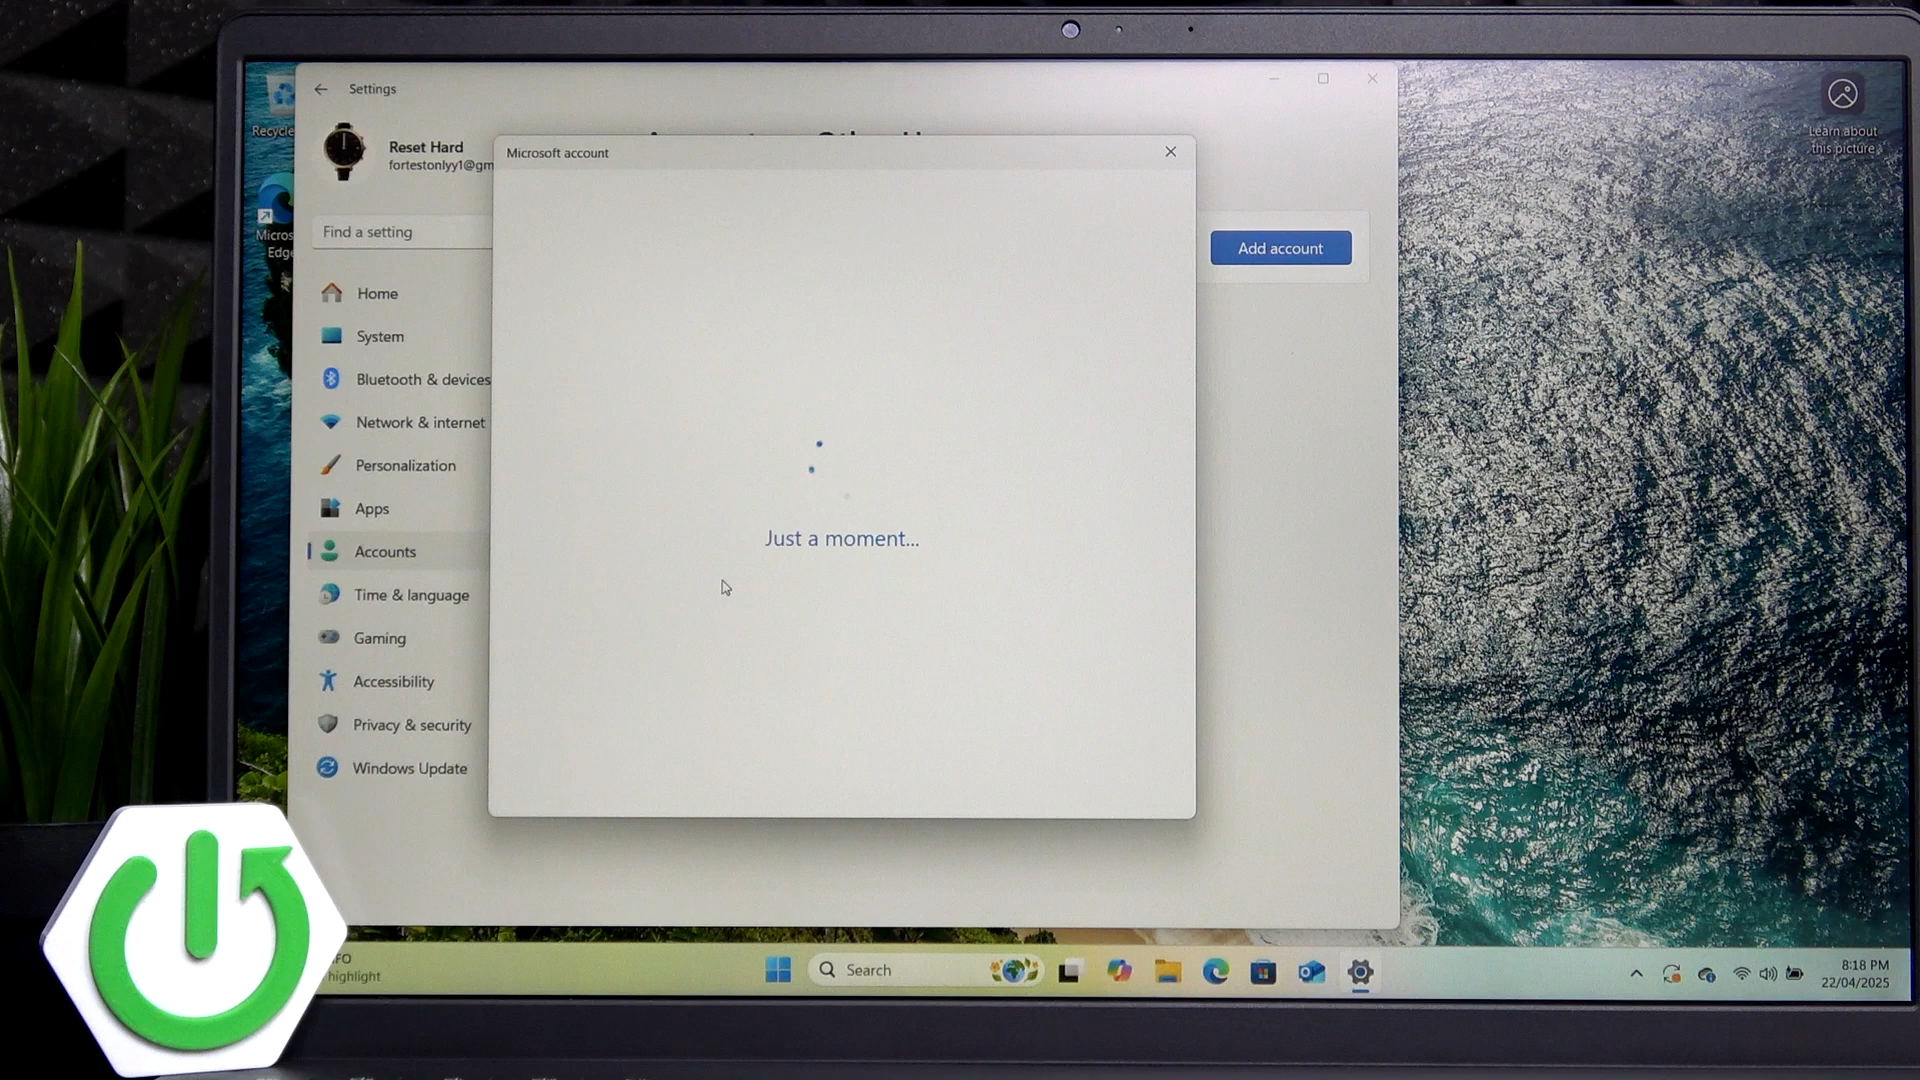 Settings
Reset Hard
fortestonlyy1@gm
Find a setting
Home
System
Bluetooth & devices
Network & internet
Personalization
Apps
Accounts
Time & language
Gaming
Accessibility
Privacy & security
Windows Update
Microsoft account
Just a moment...
Add account
Recycle
Micros
Edge
Learn about
this picture
highlight
Search
8:18 PM
22/04/2025